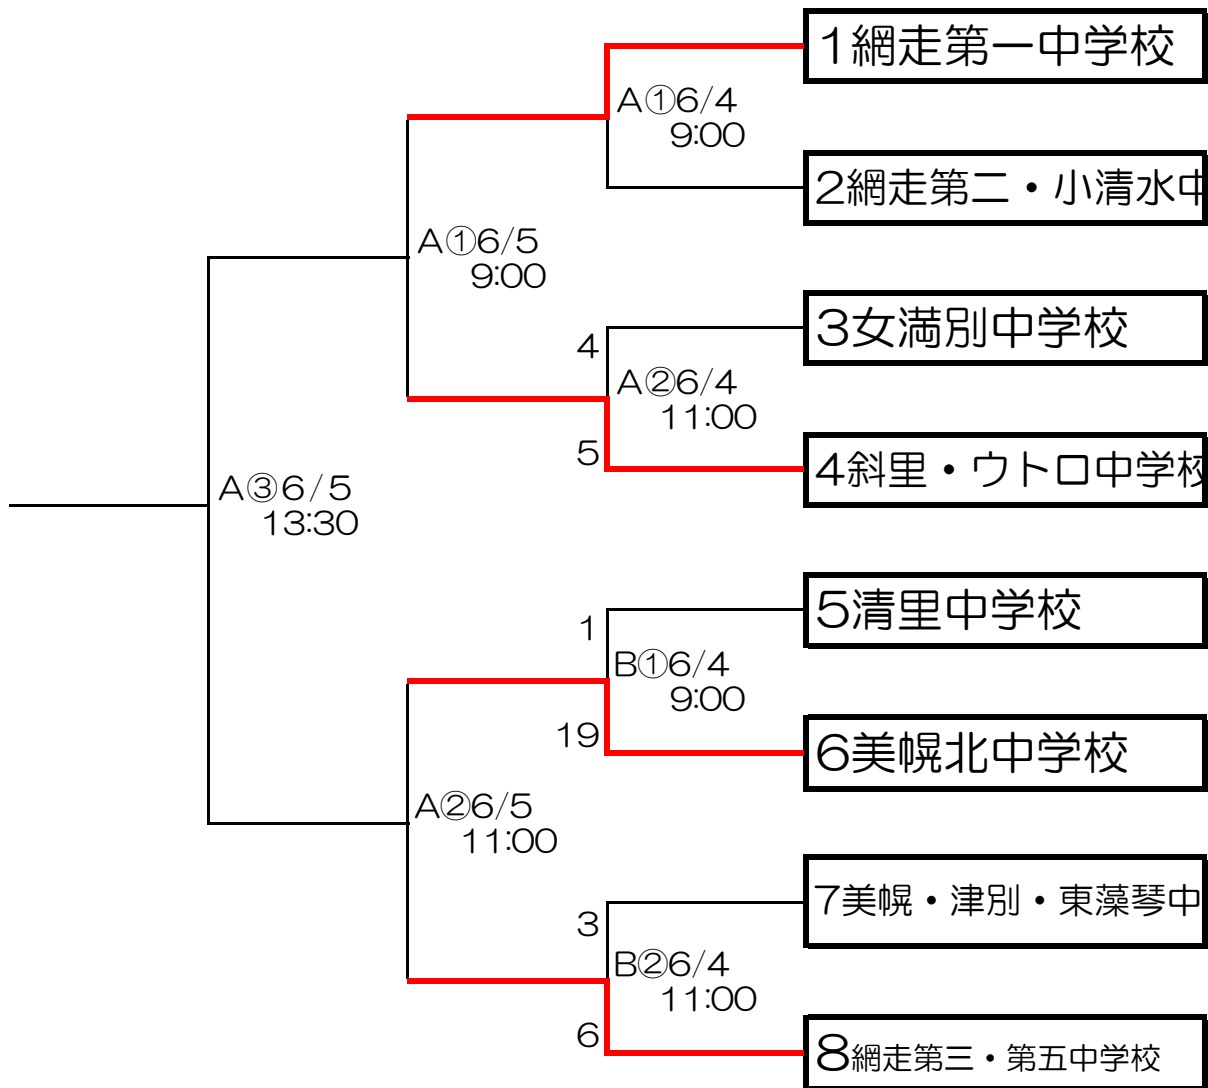 1網走第一中学校
A①6/4
9:00
2網走第二・小清水中
A①6/5
9:00
3女満別中学校
4
A②6/4
11:00
5
4斜里・ウトロ中学校
A③6/5
13:30
5清里中学校
1
B①6/4
9:00
19
6美幌北中学校
A②6/5
11:00
7美幌・津別・東藻琴中
3
B②6/4
11:00
6
8網走第三・第五中学校